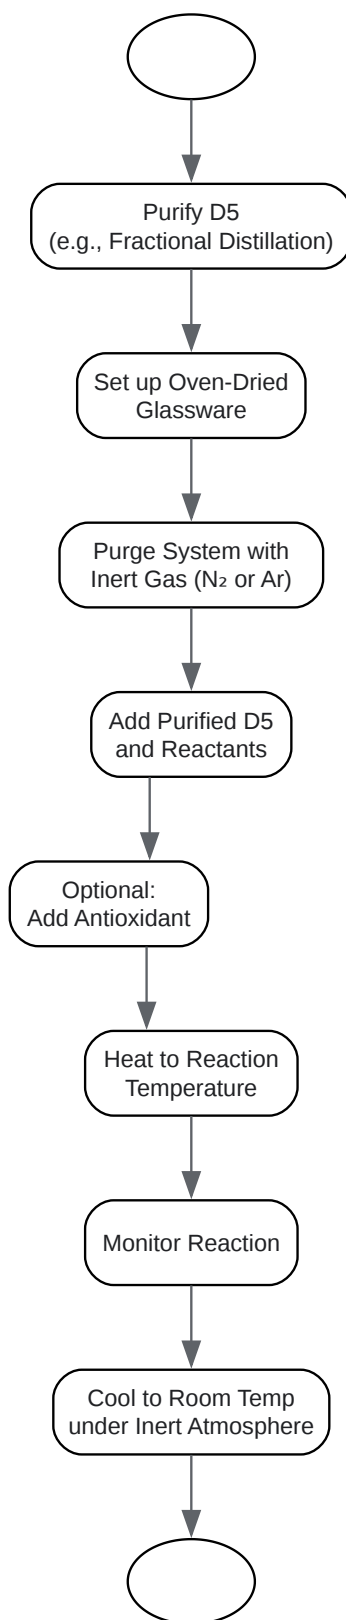 Purify D5
(e.g., Fractional Distillation)
Set up Oven-Dried
Glassware
Purge System with
Inert Gas (N₂ or Ar)
Add Purified D5
and Reactants
Optional:
Add Antioxidant
Heat to Reaction
Temperature
Monitor Reaction
Cool to Room Temp
under Inert Atmosphere